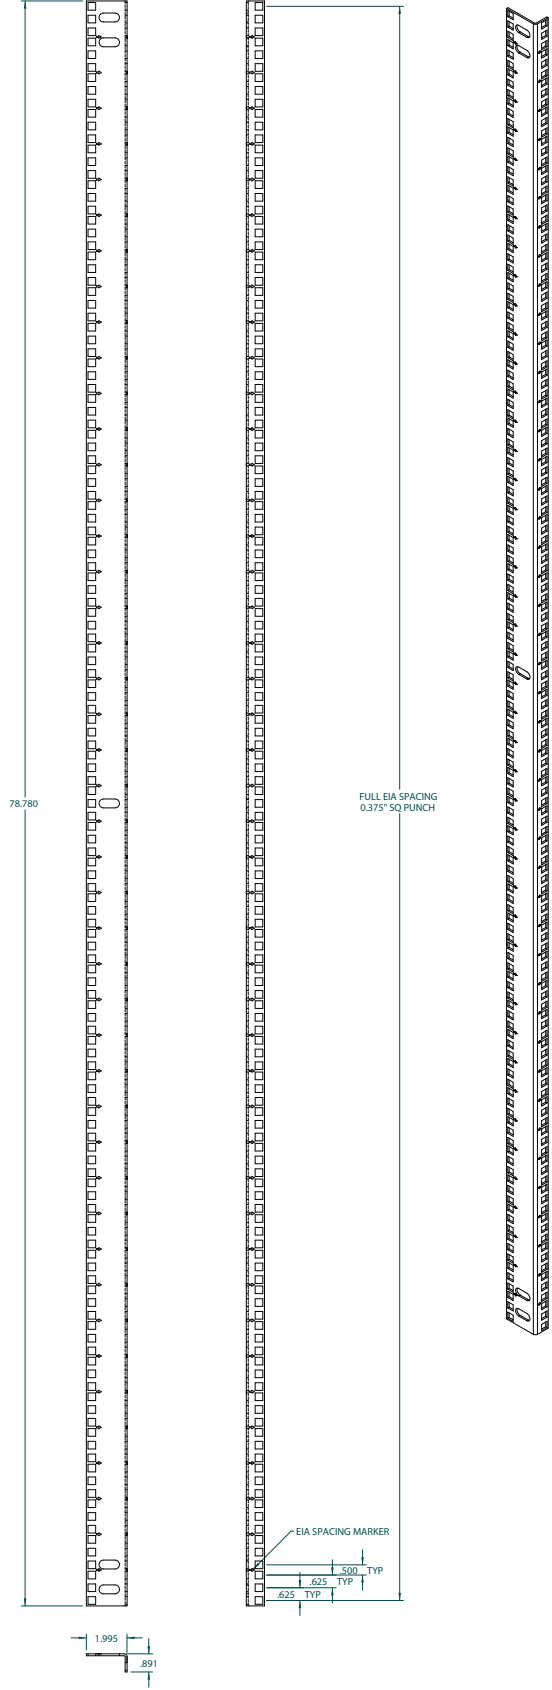 78.780
FULL EIA SPACING
0.375" SQ PUNCH
EIA SPACING MARKER
.500 TYP
.625 TYP
.625 TYP
1.995
.891